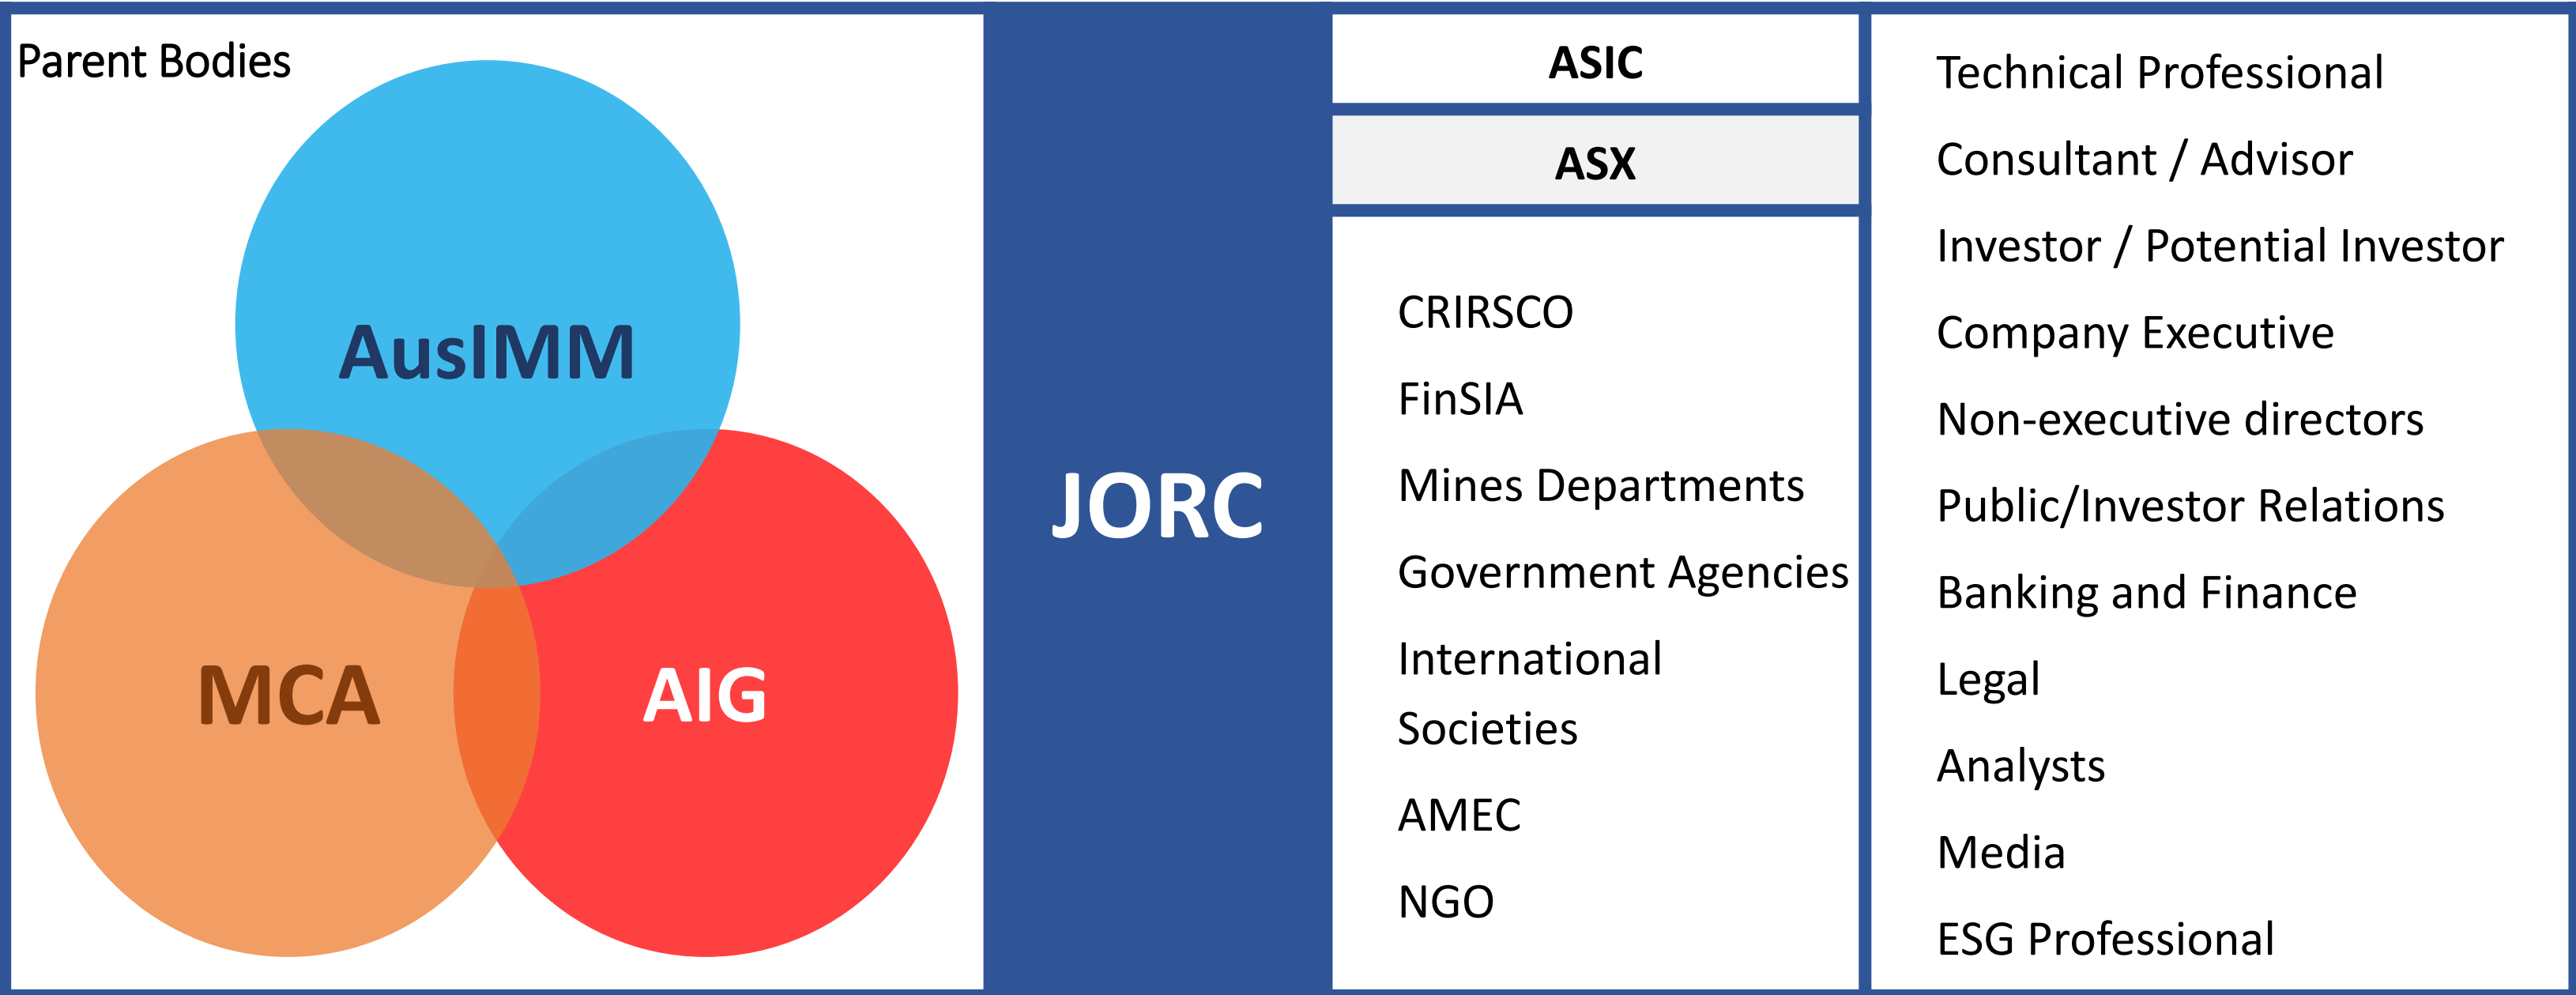 Parent Bodies
AusIMM
MCA
AIG
JORC
ASIC
ASX
CRIRSCO
FinSIA
Mines Departments
Government Agencies
International
Societies
AMEC
NGO
Technical Professional
Consultant / Advisor
Investor / Potential Investor
Company Executive
Non-executive directors
Public/Investor Relations
Banking and Finance
Legal
Analysts
Media
ESG Professional